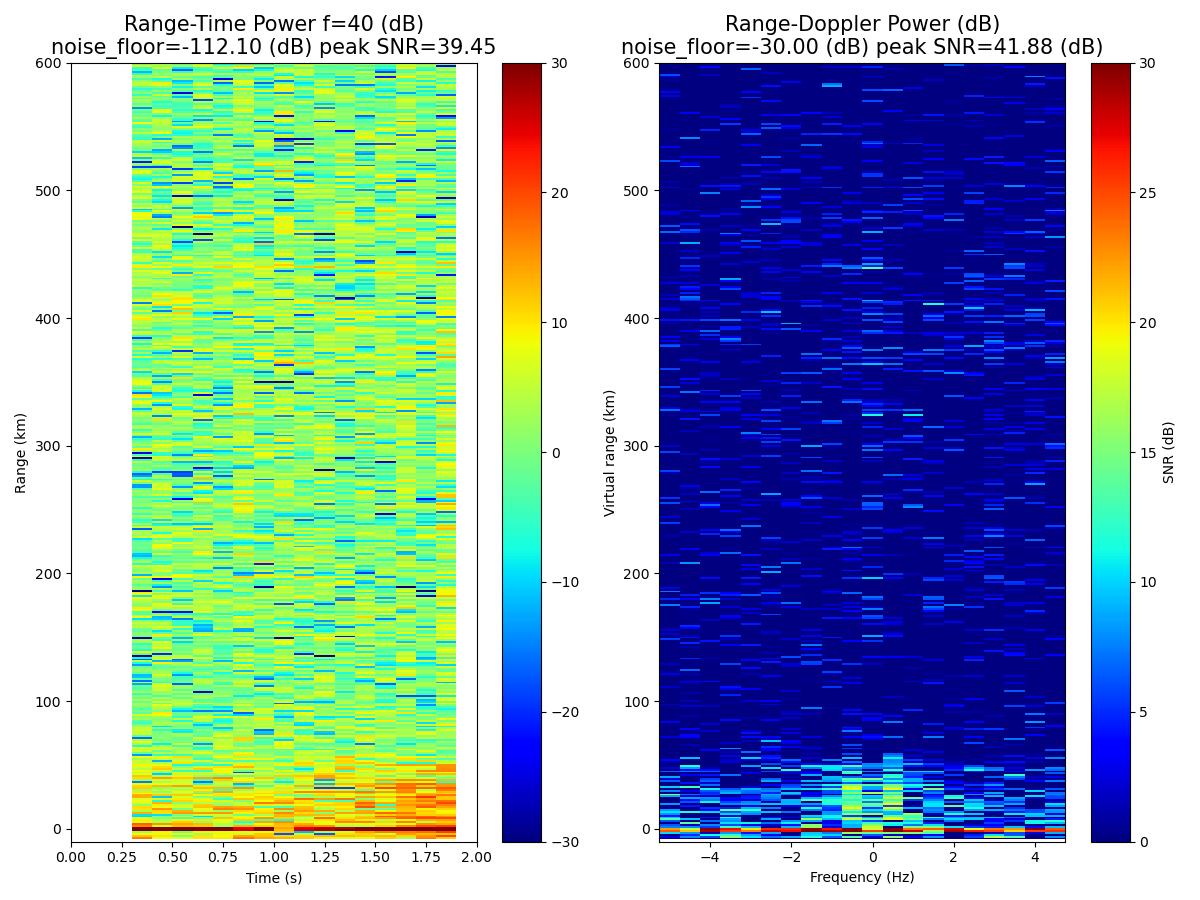 Range-Time Power f=40 (dB)
noise_floor=-112.10 (dB) peak SNR=39.45
600
500
400
300
200
100
0
Range (km)
0.00 0.25 0.50 0.75 1.00 1.25 1.50 1.75 2.00
Time (s)
30
20
10
0
−10
−20
−30
Range-Doppler Power (dB)
noise_floor=-30.00 (dB) peak SNR=41.88 (dB)
600
500
400
300
200
100
0
Virtual range (km)
−4 −2 0 2 4
Frequency (Hz)
30
25
20
15
10
5
0
SNR (dB)